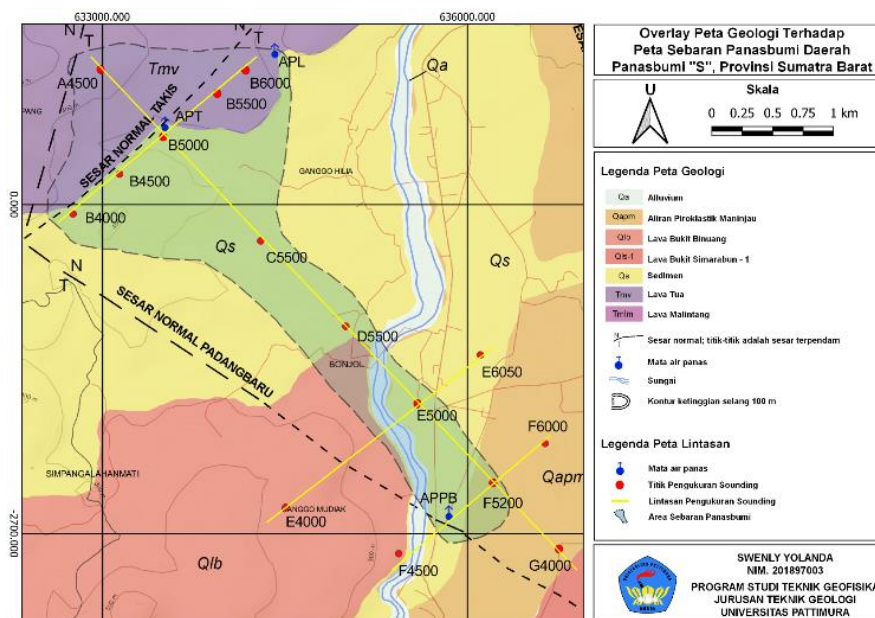 633000.000
636000.000
0.000
-2700.000
N
T
N
T
N
T
Tmv
APL
B6000
A4500
B5500
APT
SESAR NORMAL TAKIS
B5000
B4500
B4000
GANGGO HILIA
Qa
Qs
Qs
C5500
SESAR NORMAL PADANGBARU
D5500
BONJOL
E6050
E5000
F6000
Qapm
SIMPANGALAHANMATI
APPB
F5200
E4000
GANGGO MUDIAK
Qlb
F4500
G4000
Overlay Peta Geologi Terhadap
Peta Sebaran Panasbumi Daerah
Panasbumi "S", Provinsi Sumatra Barat
U
Skala
0 0.25 0.5 0.75 1 km
Legenda Peta Geologi
Qa Alluvium
Qapm Aliran Piroklastik Maninjau
Qlb Lava Bukit Binuang
Qls-1 Lava Bukit Simarabun - 1
Qs Sedimen
Tmv Lava Tua
Tmlm Lava Malintang
Sesar normal; titik-titik adalah sesar terpendam
Mata air panas
Sungai
Kontur ketinggian selang 100 m
Legenda Peta Lintasan
Mata air panas
Titik Pengukuran Sounding
Lintasan Pengukuran Sounding
Area Sebaran Panasbumi
SWENLY YOLANDA
NIM. 201897003
PROGRAM STUDI TEKNIK GEOFISIKA
JURUSAN TEKNIK GEOLOGI
UNIVERSITAS PATTIMURA